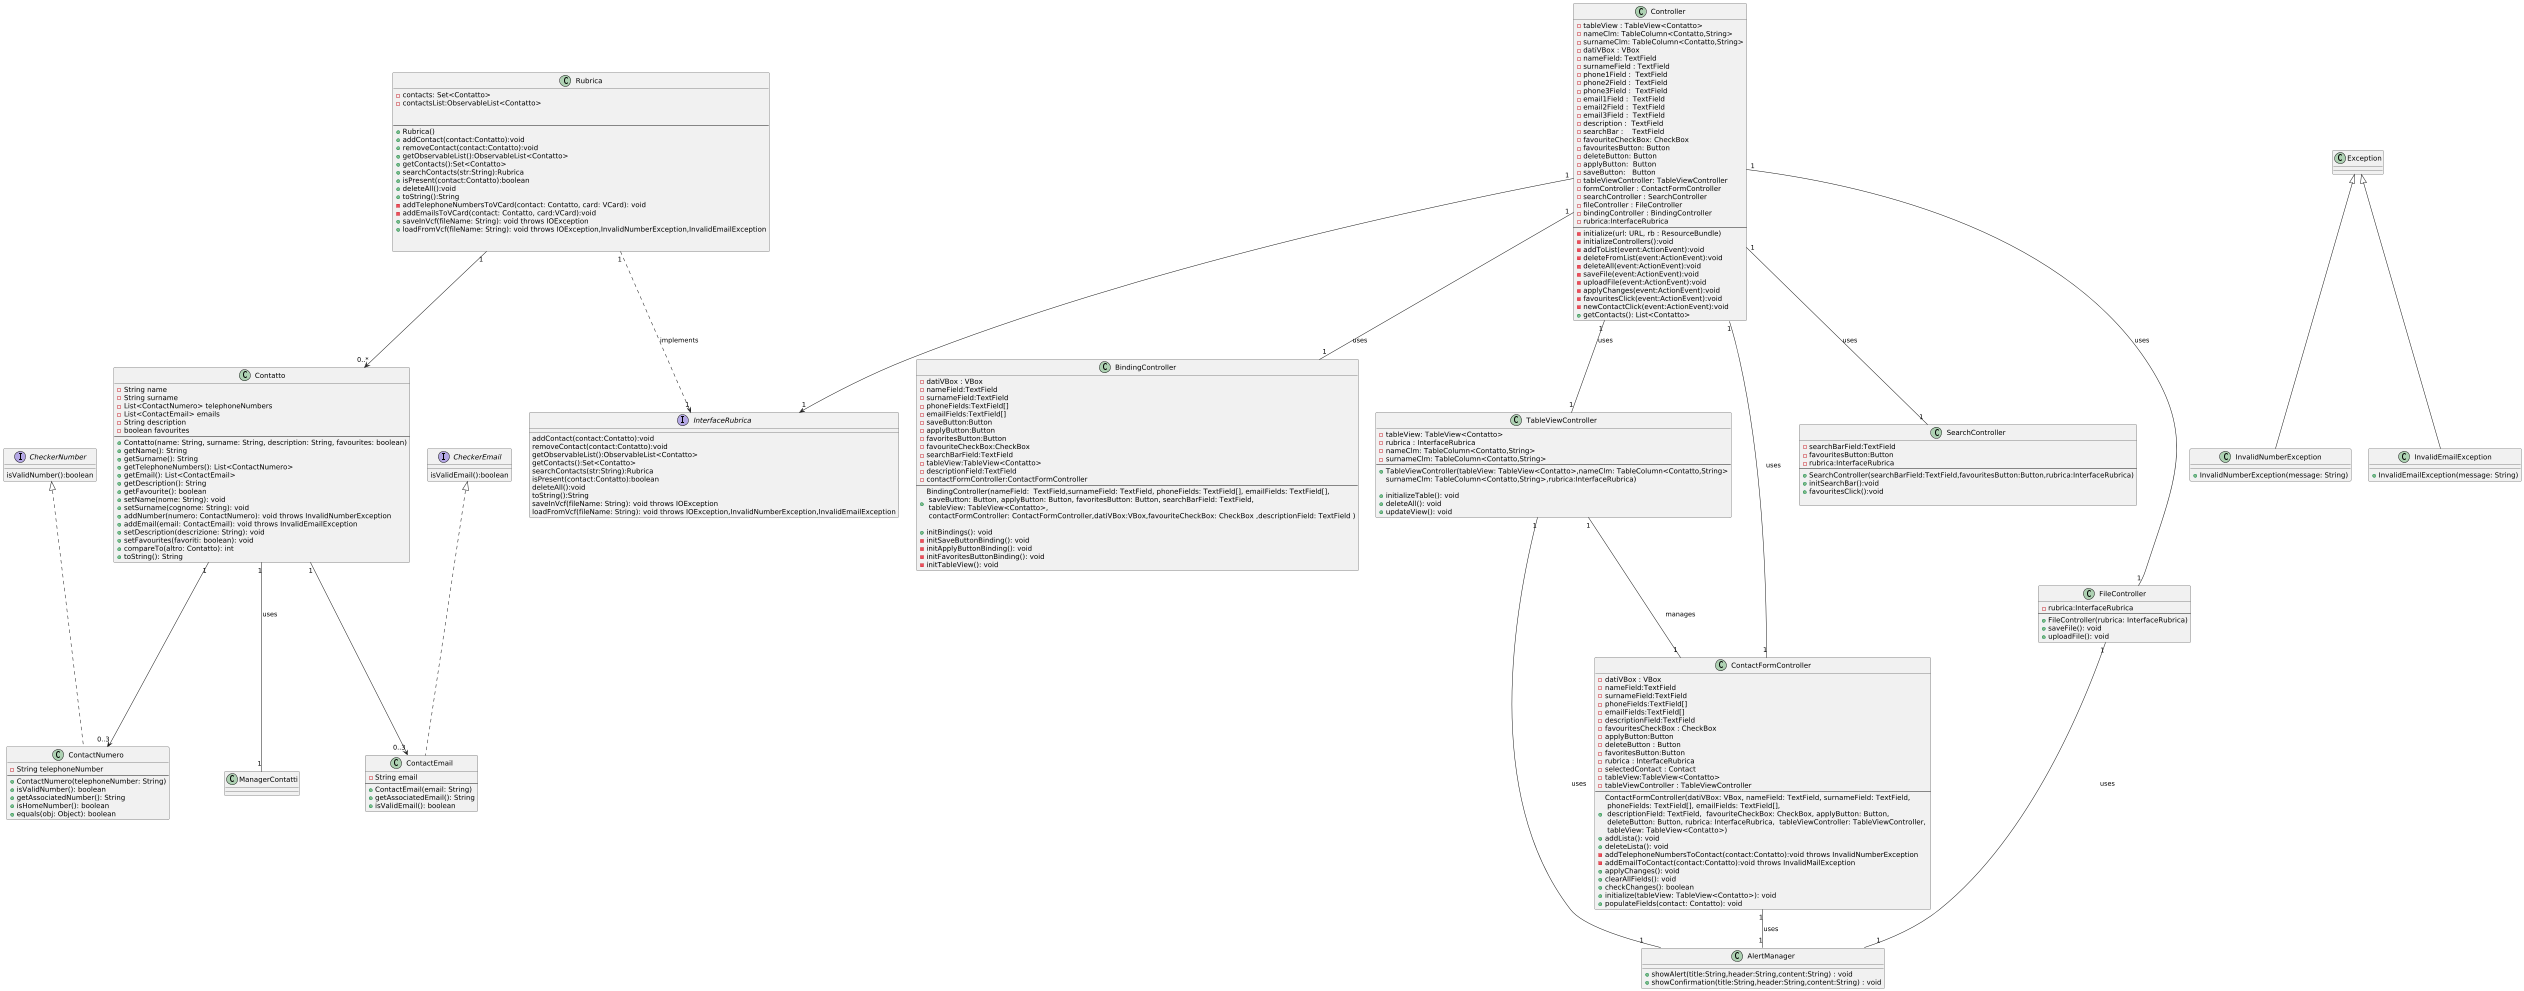 Controller
tableView : TableView<Contatto>
nameClm: TableColumn<Contatto,String>
surnameClm: TableColumn<Contatto,String>
datiVBox : VBox
nameField: TextField
surnameField : TextField
phone1Field :  TextField
phone2Field :  TextField
phone3Field :  TextField
email1Field :  TextField
email2Field :  TextField
email3Field :  TextField
description :  TextField
searchBar :    TextField
favouriteCheckBox: CheckBox
favouritesButton: Button
deleteButton: Button
applyButton:  Button
saveButton:   Button
tableViewController: TableViewController
formController : ContactFormController
searchController : SearchController
fileController : FileController
bindingController : BindingController
rubrica:InterfaceRubrica
initialize(url: URL, rb : ResourceBundle)
initializeControllers():void
addToList(event:ActionEvent):void
deleteFromList(event:ActionEvent):void
deleteAll(event:ActionEvent):void
saveFile(event:ActionEvent):void
uploadFile(event:ActionEvent):void
applyChanges(event:ActionEvent):void
favouritesClick(event:ActionEvent):void
newContactClick(event:ActionEvent):void
getContacts(): List<Contatto>
Rubrica
contacts: Set<Contatto>
contactsList:ObservableList<Contatto>
Rubrica()
addContact(contact:Contatto):void
removeContact(contact:Contatto):void
getObservableList():ObservableList<Contatto>
getContacts():Set<Contatto>
searchContacts(str:String):Rubrica
isPresent(contact:Contatto):boolean
deleteAll():void
toString():String
addTelephoneNumbersToVCard(contact: Contatto, card: VCard): void
addEmailsToVCard(contact: Contatto, card:VCard):void
saveInVcf(fileName: String): void throws IOException
loadFromVcf(fileName: String): void throws IOException,InvalidNumberException,InvalidEmailException
Exception
1
1
1
1
1
1
1
1
implements
uses
uses
uses
uses
0..*
1
1
1
1
1
Contatto
String name
String surname
List<ContactNumero> telephoneNumbers
List<ContactEmail> emails
String description
boolean favourites
Contatto(name: String, surname: String, description: String, favourites: boolean)
getName(): String
getSurname(): String
getTelephoneNumbers(): List<ContactNumero>
getEmail(): List<ContactEmail>
getDescription(): String
getFavourite(): boolean
setName(nome: String): void
setSurname(cognome: String): void
addNumber(numero: ContactNumero): void throws InvalidNumberException
addEmail(email: ContactEmail): void throws InvalidEmailException
setDescription(descrizione: String): void
setFavourites(favoriti: boolean): void
compareTo(altro: Contatto): int
toString(): String
CheckerNumber
isValidNumber():boolean
CheckerEmail
isValidEmail():boolean
InterfaceRubrica
addContact(contact:Contatto):void
removeContact(contact:Contatto):void
getObservableList():ObservableList<Contatto>
getContacts():Set<Contatto>
searchContacts(str:String):Rubrica
isPresent(contact:Contatto):boolean
deleteAll():void
toString():String
saveInVcf(fileName: String): void throws IOException
loadFromVcf(fileName: String): void throws IOException,InvalidNumberException,InvalidEmailException
BindingController
datiVBox : VBox
nameField:TextField
surnameField:TextField
phoneFields:TextField[]
emailFields:TextField[]
saveButton:Button
applyButton:Button
favoritesButton:Button
favouriteCheckBox:CheckBox
searchBarField:TextField
tableView:TableView<Contatto>
descriptionField:TextField
contactFormController:ContactFormController
BindingController(nameField:  TextField,surnameField: TextField, phoneFields: TextField[], emailFields: TextField[],
saveButton: Button, applyButton: Button, favoritesButton: Button, searchBarField: TextField,
tableView: TableView<Contatto>,
contactFormController: ContactFormController,datiVBox:VBox,favouriteCheckBox: CheckBox ,descriptionField: TextField )
initBindings(): void
initSaveButtonBinding(): void
initApplyButtonBinding(): void
initFavoritesButtonBinding(): void
initTableView(): void
TableViewController
tableView: TableView<Contatto>
rubrica : InterfaceRubrica
nameClm: TableColumn<Contatto,String>
surnameClm: TableColumn<Contatto,String>
TableViewController(tableView: TableView<Contatto>,nameClm: TableColumn<Contatto,String>
surnameClm: TableColumn<Contatto,String>,rubrica:InterfaceRubrica)
initializeTable(): void
deleteAll(): void
updateView(): void
SearchController
searchBarField:TextField
favouritesButton:Button
rubrica:InterfaceRubrica
SearchController(searchBarField:TextField,favouritesButton:Button,rubrica:InterfaceRubrica)
initSearchBar():void
favouritesClick():void
InvalidNumberException
InvalidNumberException(message: String)
InvalidEmailException
InvalidEmailException(message: String)
uses
1
1
1
1
1
uses
manages
1
FileController
rubrica:InterfaceRubrica
FileController(rubrica: InterfaceRubrica)
saveFile(): void
uploadFile(): void
1
1
1
0..3
1
0..3
ContactNumero
String telephoneNumber
ContactNumero(telephoneNumber: String)
isValidNumber(): boolean
getAssociatedNumber(): String
isHomeNumber(): boolean
equals(obj: Object): boolean
ManagerContatti
ContactEmail
String email
ContactEmail(email: String)
getAssociatedEmail(): String
isValidEmail(): boolean
ContactFormController
datiVBox : VBox
nameField:TextField
surnameField:TextField
phoneFields:TextField[]
emailFields:TextField[]
descriptionField:TextField
favouritesCheckBox : CheckBox
applyButton:Button
deleteButton : Button
favoritesButton:Button
rubrica : InterfaceRubrica
selectedContact : Contact
tableView:TableView<Contatto>
tableViewController : TableViewController
ContactFormController(datiVBox: VBox, nameField: TextField, surnameField: TextField,
phoneFields: TextField[], emailFields: TextField[],
descriptionField: TextField,  favouriteCheckBox: CheckBox, applyButton: Button,
deleteButton: Button, rubrica: InterfaceRubrica,  tableViewController: TableViewController,
tableView: TableView<Contatto>)
addLista(): void
deleteLista(): void
addTelephoneNumbersToContact(contact:Contatto):void throws InvalidNumberException
addEmailToContact(contact:Contatto):void throws InvalidMailException
applyChanges(): void
clearAllFields(): void
checkChanges(): boolean
initialize(tableView: TableView<Contatto>): void
populateFields(contact: Contatto): void
uses
uses
1
uses
1
1
1
AlertManager
showAlert(title:String,header:String,content:String) : void
showConfirmation(title:String,header:String,content:String) : void